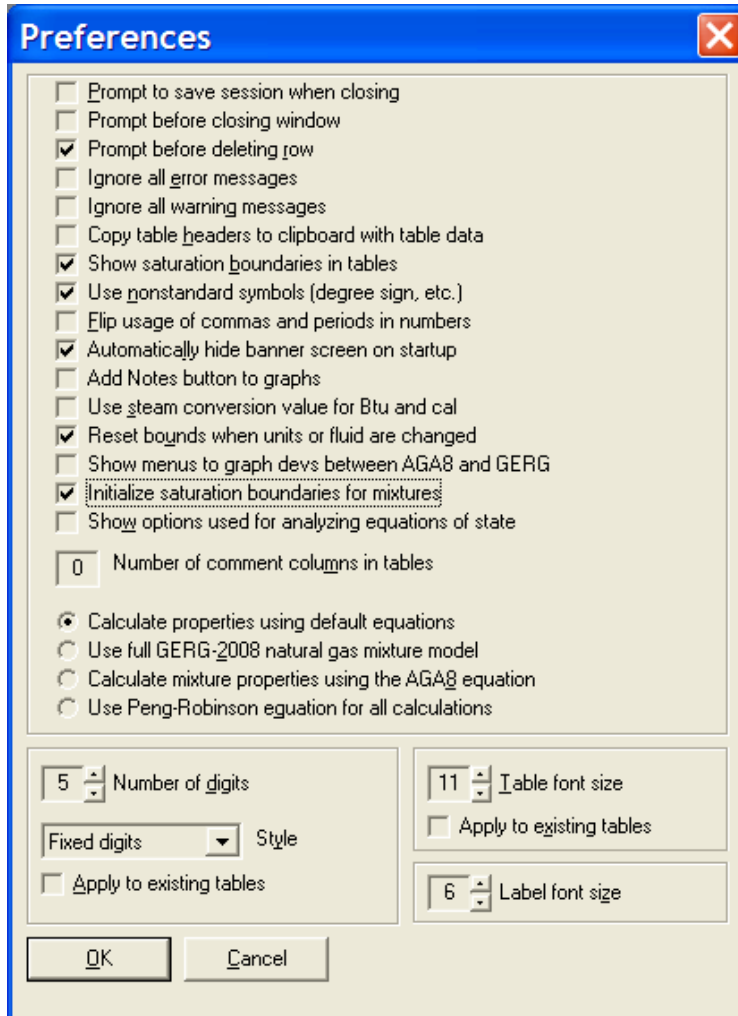 Preferences
Prompt to save session when closing
Prompt before closing window
Prompt before deleting row
Ignore all error messages
Ignore all warning messages
Copy table headers to clipboard with table data
Show saturation boundaries in tables
Use nonstandard symbols (degree sign, etc.)
Flip usage of commas and periods in numbers
Automatically hide banner screen on startup
Add Notes button to graphs
Use steam conversion value for Btu and cal
Reset bounds when units or fluid are changed
Show menus to graph devs between AGA8 and GERG
Initialize saturation boundaries for mixtures
Show options used for analyzing equations of state
0 Number of comment columns in tables
Calculate properties using default equations
Use full GERG-2008 natural gas mixture model
Calculate mixture properties using the AGA8 equation
Use Peng-Robinson equation for all calculations
5 Number of digits
Fixed digits Style
Apply to existing tables
11 Table font size
Apply to existing tables
6 Label font size
OK Cancel